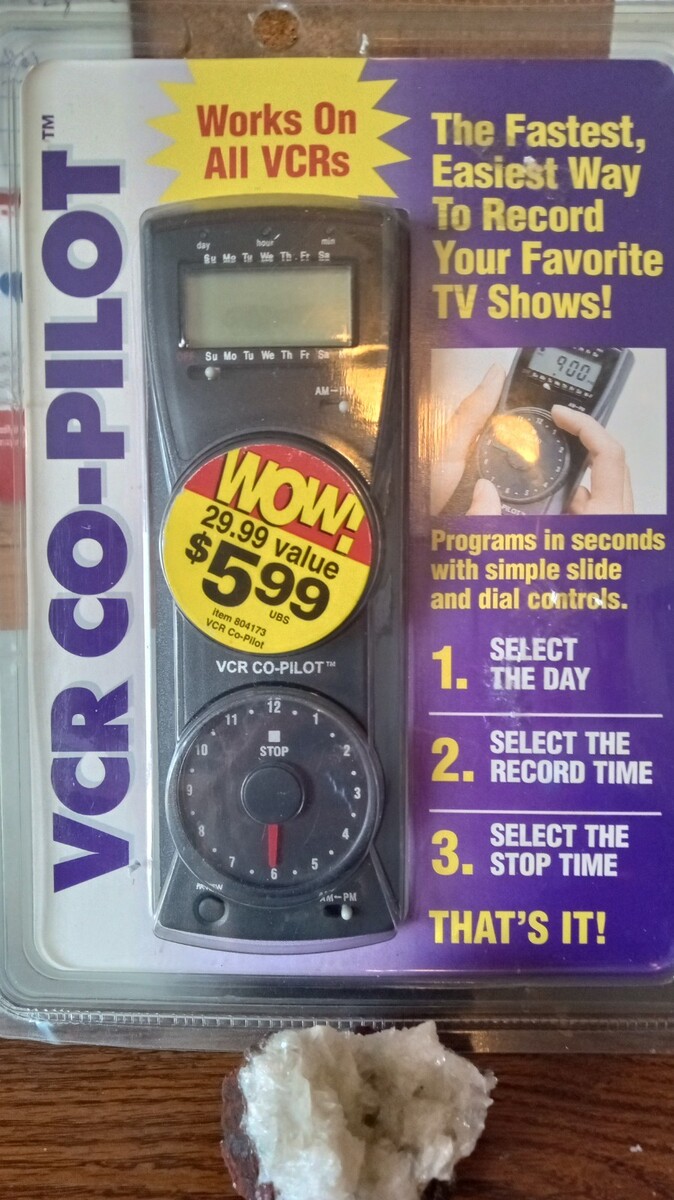 VCR CO-PILOT™
Works On
All VCRs
day hour min
Su Mo Tu We Th Fr Sa
OFF Su Mo Tu We Th Fr Sa
AM–PM
WOW!
29.99 value
$5.99
UBS
item 804173
VCR Co-Pilot
VCR CO-PILOT™
12
11 1
STOP
10 2
9 3
8 4
7 5
6
AM–PM
The Fastest,
Easiest Way
To Record
Your Favorite
TV Shows!
9:00
Programs in seconds
with simple slide
and dial controls.
1. SELECT
THE DAY
2. SELECT THE
RECORD TIME
3. SELECT THE
STOP TIME
THAT'S IT!